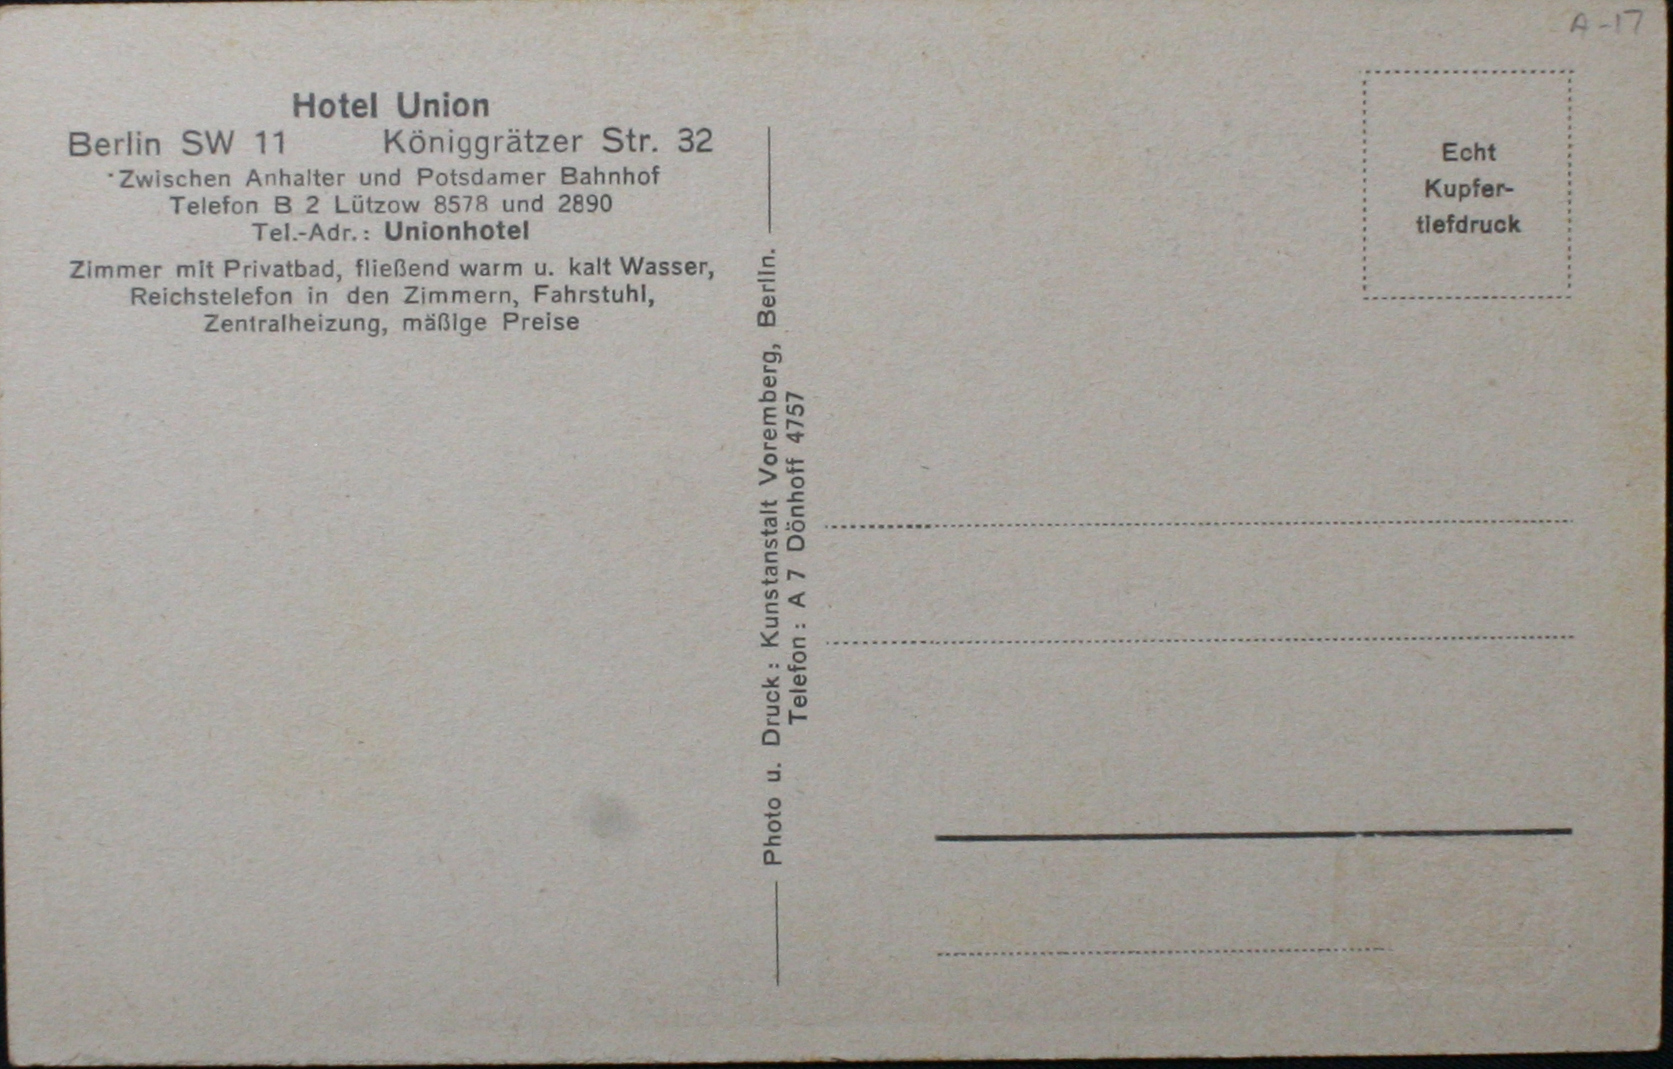 A-17
Hotel Union
Berlin SW 11 Königgrätzer Str. 32
Zwischen Anhalter und Potsdamer Bahnhof
Telefon B 2 Lützow 8578 und 2890
Tel.-Adr.: Unionhotel
Zimmer mit Privatbad, fließend warm u. kalt Wasser,
Reichstelefon in den Zimmern, Fahrstuhl,
Zentralheizung, mäßige Preise
Photo u. Druck: Kunstanstalt Voremberg, Berlin.
Telefon: A 7 Dönhoff 4757
Echt
Kupfer-
tiefdruck